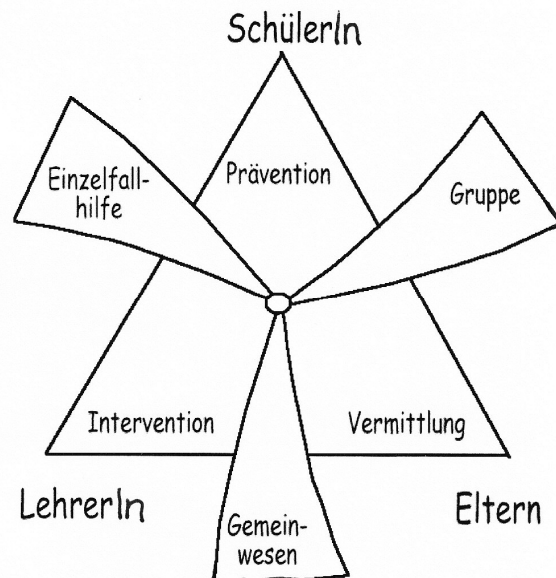 SchülerIn
Einzelfall-
hilfe
Prävention
Gruppe
Intervention
Vermittlung
LehrerIn
Eltern
Gemein-
wesen